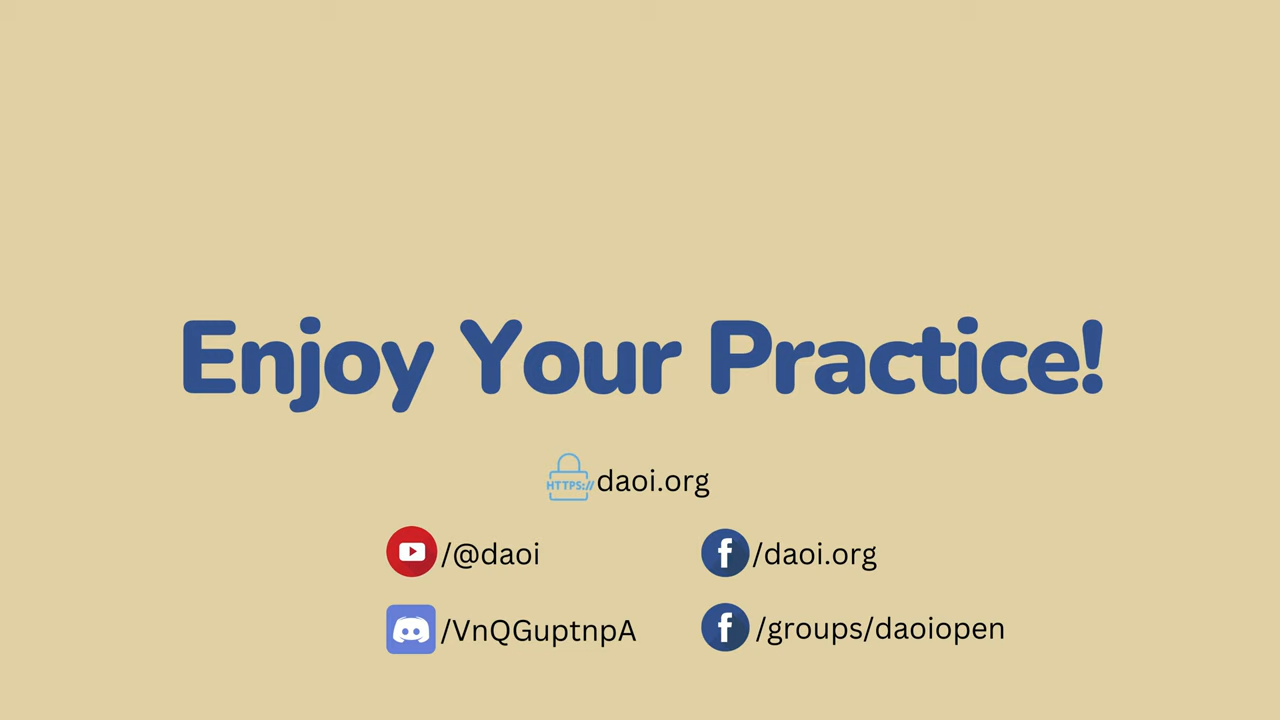 Enjoy Your Practice!
HTTPS:// daoi.org
/@daoi
/daoi.org
/VnQGuptnpA
/groups/daoiopen